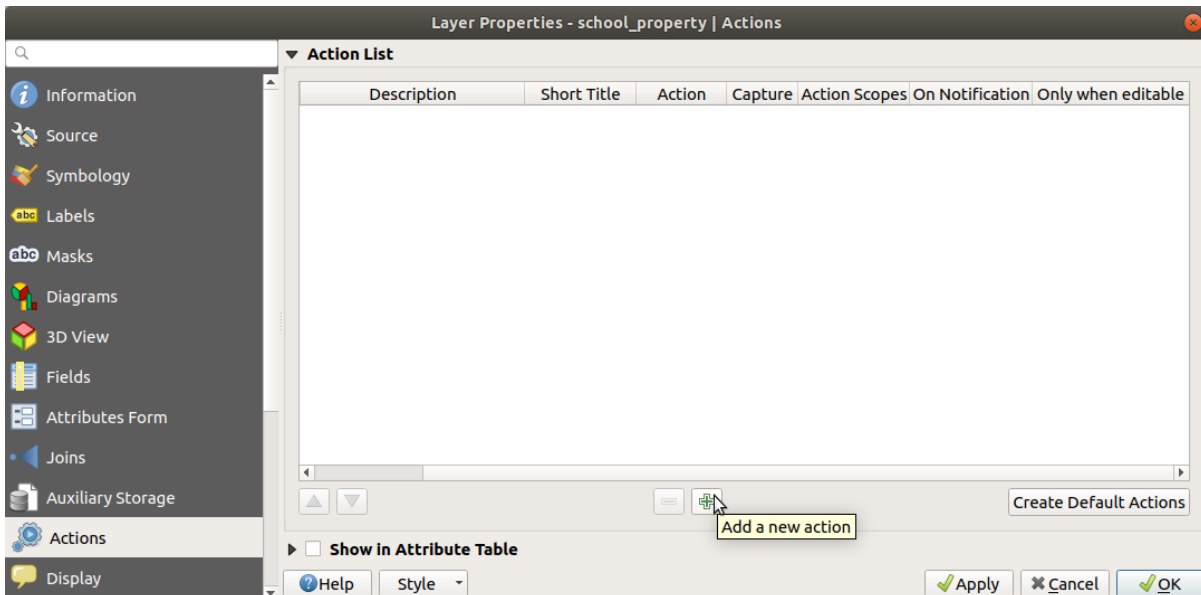 Layer Properties - school_property | Actions
Information
Source
Symbology
abc Labels
abc Masks
Diagrams
3D View
Fields
Attributes Form
Joins
Auxiliary Storage
Actions
Display
Action List
Description Short Title Action Capture Action Scopes On Notification Only when editable
Create Default Actions
Add a new action
Show in Attribute Table
Help Style Apply Cancel OK